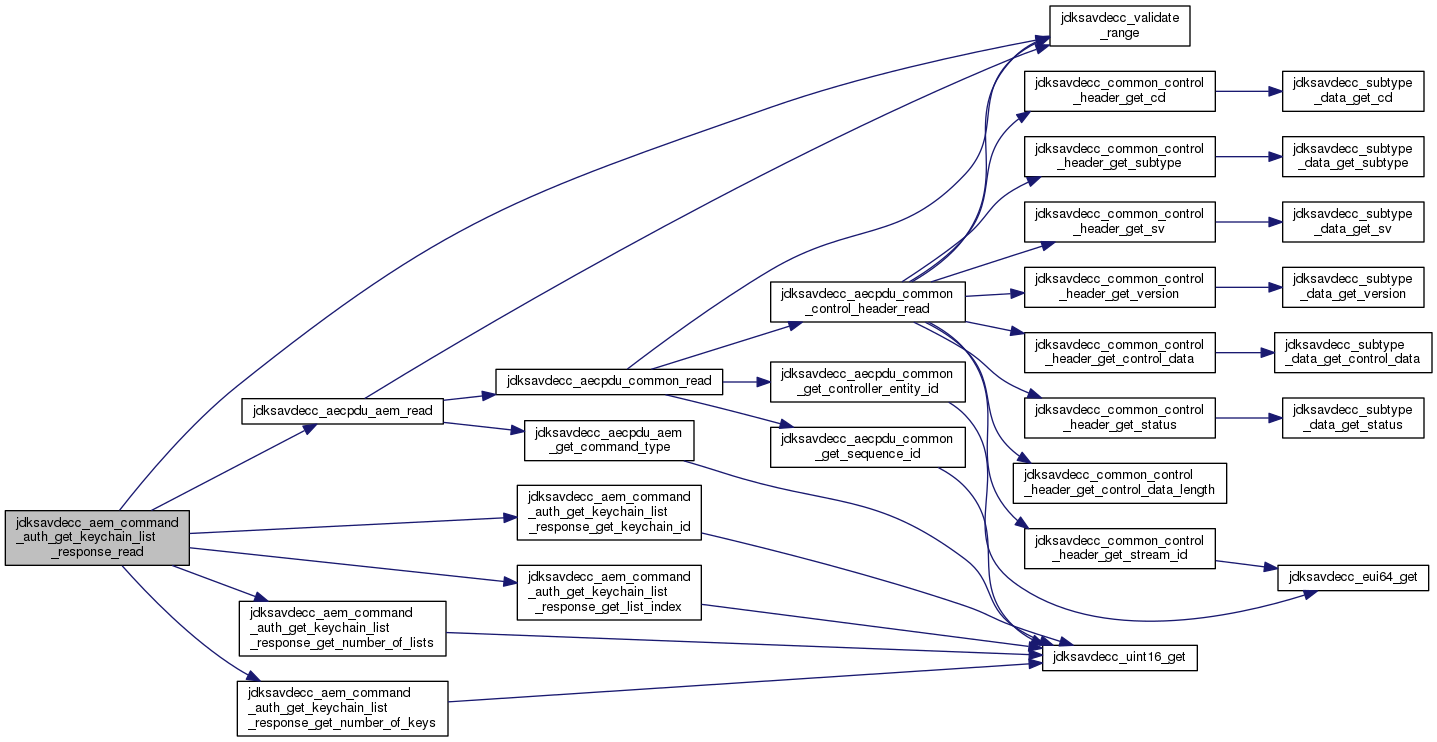 jdksavdecc_aem_command
_auth_get_keychain_list
_response_read
jdksavdecc_aecpdu_aem_read
jdksavdecc_aem_command
_auth_get_keychain_list
_response_get_number_of_lists
jdksavdecc_aem_command
_auth_get_keychain_list
_response_get_number_of_keys
jdksavdecc_aecpdu_common_read
jdksavdecc_aecpdu_aem
_get_command_type
jdksavdecc_aem_command
_auth_get_keychain_list
_response_get_keychain_id
jdksavdecc_aem_command
_auth_get_keychain_list
_response_get_list_index
jdksavdecc_aecpdu_common
_control_header_read
jdksavdecc_aecpdu_common
_get_controller_entity_id
jdksavdecc_aecpdu_common
_get_sequence_id
jdksavdecc_validate
_range
jdksavdecc_common_control
_header_get_cd
jdksavdecc_common_control
_header_get_subtype
jdksavdecc_common_control
_header_get_sv
jdksavdecc_common_control
_header_get_version
jdksavdecc_common_control
_header_get_control_data
jdksavdecc_common_control
_header_get_status
jdksavdecc_common_control
_header_get_control_data_length
jdksavdecc_common_control
_header_get_stream_id
jdksavdecc_uint16_get
jdksavdecc_subtype
_data_get_cd
jdksavdecc_subtype
_data_get_subtype
jdksavdecc_subtype
_data_get_sv
jdksavdecc_subtype
_data_get_version
jdksavdecc_subtype
_data_get_control_data
jdksavdecc_subtype
_data_get_status
jdksavdecc_eui64_get